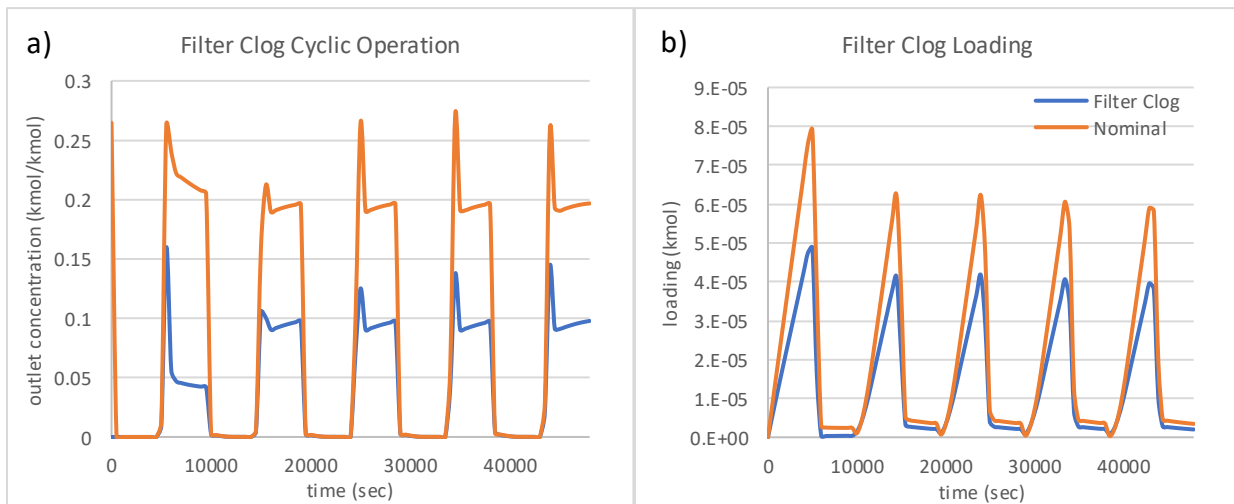 a)
Filter Clog Cyclic Operation
0.3
0.25
0.2
0.15
0.1
0.05
0
outlet concentration (kmol/kmol)
0 10000 20000 30000 40000
time (sec)
b)
Filter Clog Loading
9.E-05
8.E-05
7.E-05
6.E-05
5.E-05
4.E-05
3.E-05
2.E-05
1.E-05
0.E+00
loading (kmol)
Filter Clog
Nominal
0 10000 20000 30000 40000
time (sec)